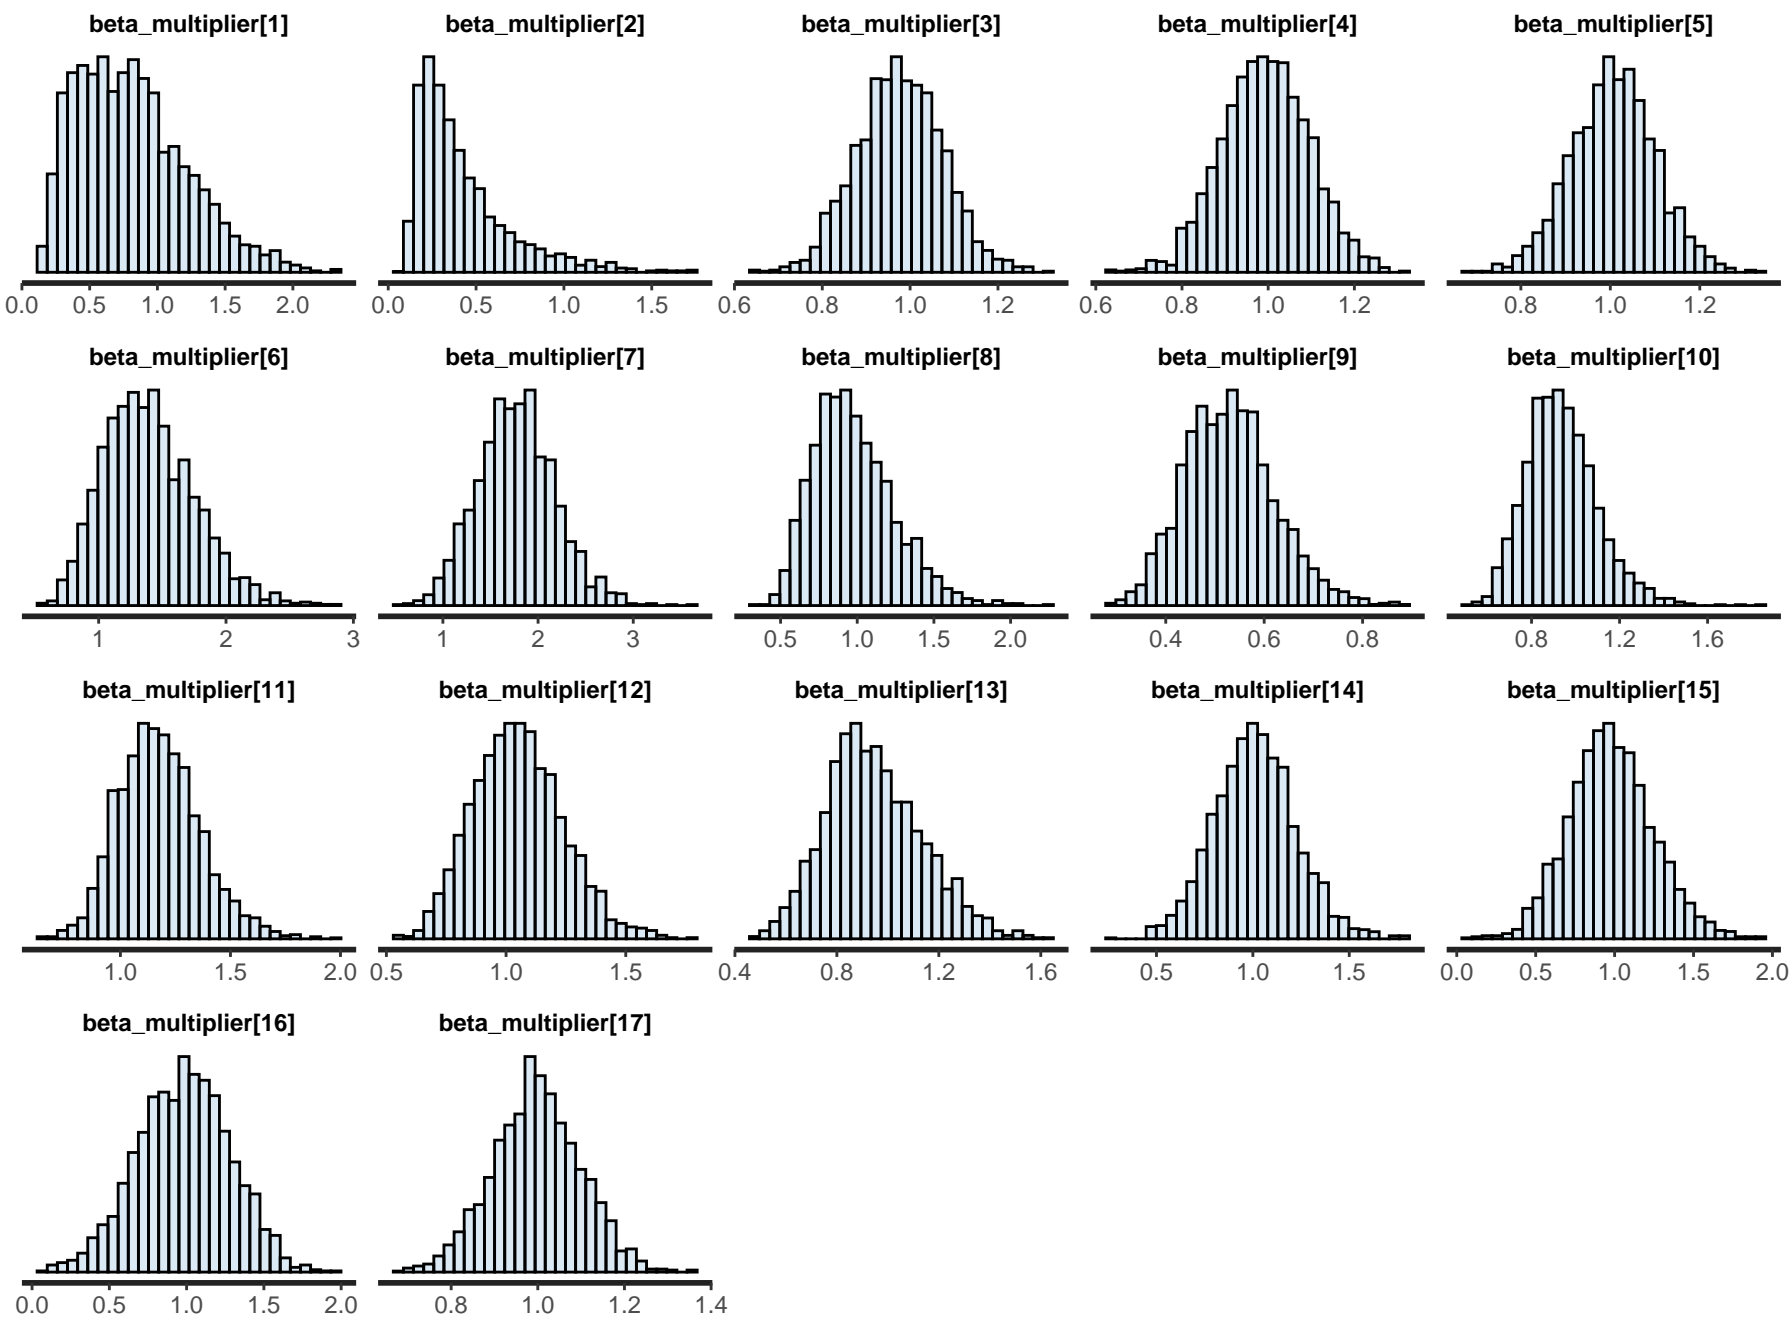 beta_multiplier[1] beta_multiplier[2] beta_multiplier[3] beta_multiplier[4] beta_multiplier[5]
0.0 0.5 1.0 1.5 2.0 0.0 0.5 1.0 1.5 0.6 0.8 1.0 1.2 0.6 0.8 1.0 1.2 0.8 1.0 1.2
beta_multiplier[6] beta_multiplier[7] beta_multiplier[8] beta_multiplier[9] beta_multiplier[10]
1 2 3 1 2 3 0.5 1.0 1.5 2.0 0.4 0.6 0.8 0.8 1.2 1.6
beta_multiplier[11] beta_multiplier[12] beta_multiplier[13] beta_multiplier[14] beta_multiplier[15]
1.0 1.5 2.0 0.5 1.0 1.5 0.4 0.8 1.2 1.6 0.5 1.0 1.5 0.0 0.5 1.0 1.5 2.0
beta_multiplier[16] beta_multiplier[17]
0.0 0.5 1.0 1.5 2.0 0.8 1.0 1.2 1.4